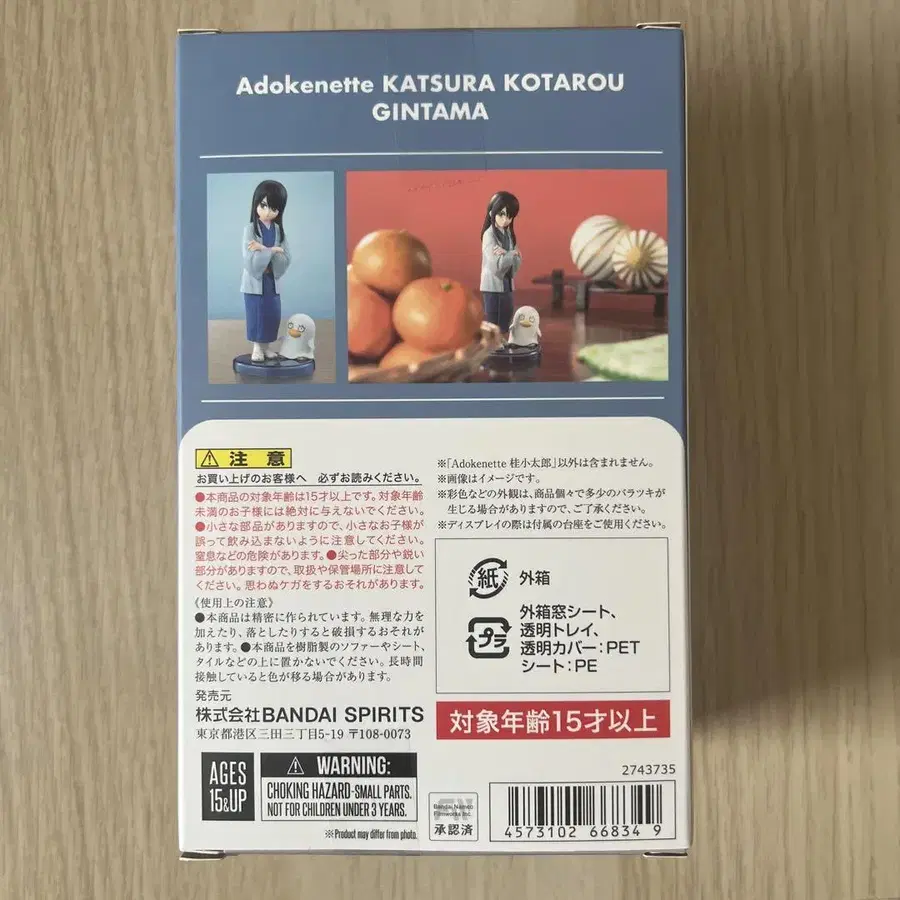 Adokenette KATSURA KOTAROU
GINTAMA
⚠注意
お買い上げのお客様へ 必ずお読みください。
●本商品の対象年齢は15才以上です。対象年齢
未満のお子様には絶対に与えないでください。
●小さな部品がありますので、小さなお子様が
誤って飲み込まないように注意してください。
窒息などの危険があります。●尖った部分や鋭い
部分がありますので、取扱や保管場所に注意して
ください。思わぬケガをするおそれがあります。
《使用上の注意》
●本商品は精密に作られています。無理な力を
加えたり、落としたりすると破損するおそれが
あります。●本商品を樹脂製のソファーやシート、
タイルなどの上に置かないでください。長時間
接触していると色が移る場合があります。
発売元
株式会社BANDAI SPIRITS
東京都港区三田三丁目5-19 〒108-0073
AGES
15&UP
⚠ WARNING:
CHOKING HAZARD-SMALL PARTS.
NOT FOR CHILDREN UNDER 3 YEARS.
※Product may differ from photo.
※「Adokenette 桂小太郎」以外は含まれません。
※画像はイメージです。
※彩色などの外観は、商品個々で多少のバラツキが
生じる場合がありますので、ご了承ください。
※ディスプレイの際は付属の台座をご使用ください。
紙 外箱
プラ
外箱窓シート、
透明トレイ、
透明カバー:PET
シート:PE
対象年齢15才以上
2743735
Bandai Namco
Filmworks Inc.
承認済
4573102 66834 9